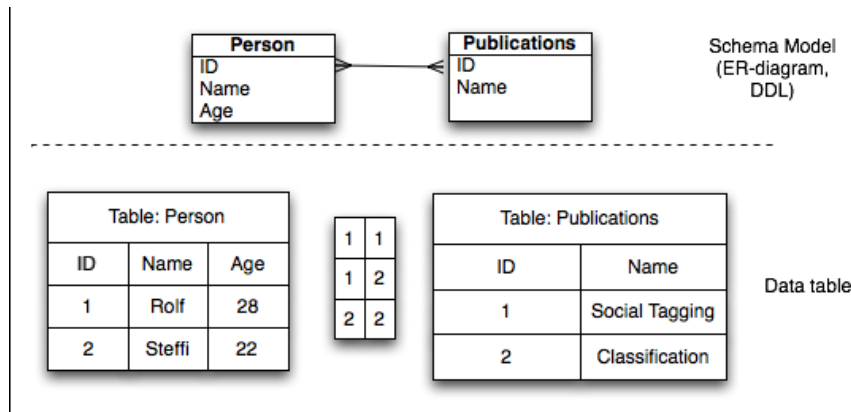 Person
ID
Name
Age
Publications
ID
Name
Schema Model
(ER-diagram,
DDL)
Table: Person
ID Name Age
1 Rolf 28
2 Steffi 22
1 1
1 2
2 2
Table: Publications
ID Name
1 Social Tagging
2 Classification
Data table